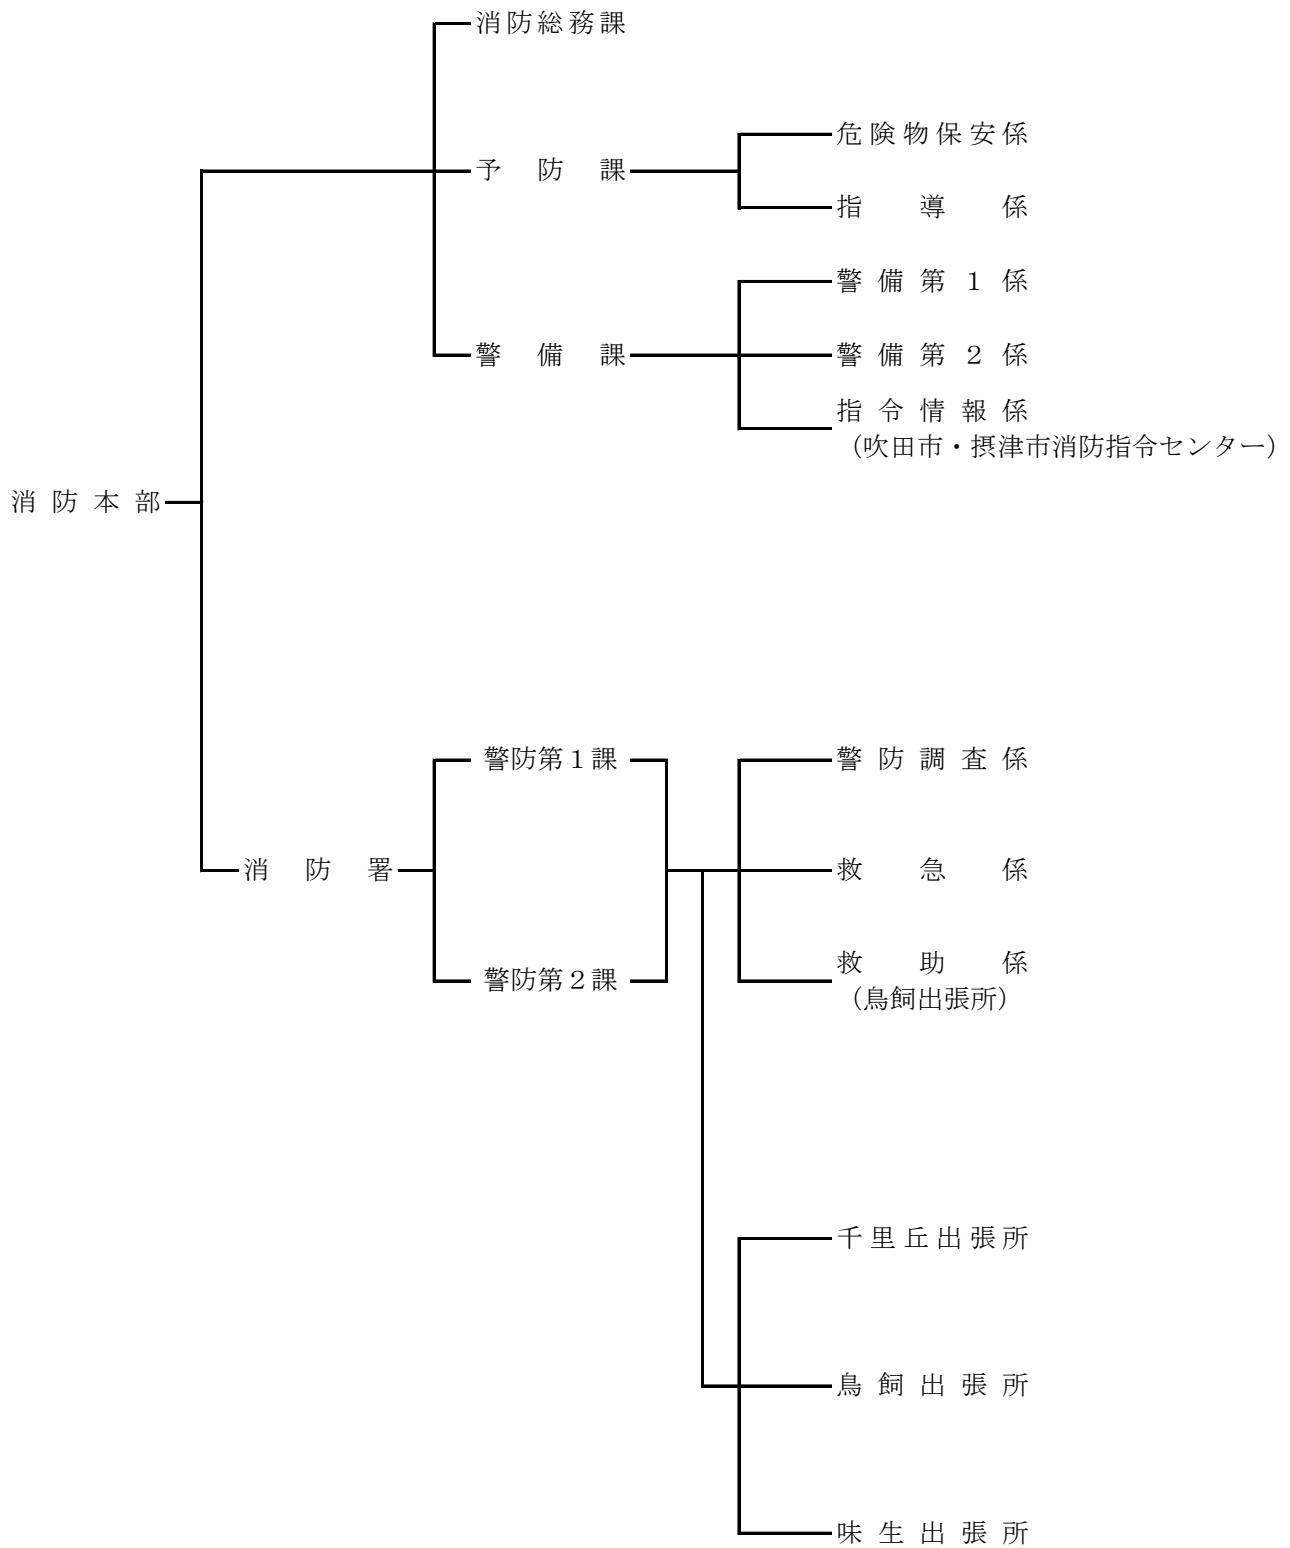 消防総務課
危険物保安係
予防課
指導係
警備第１係
警備課
警備第２係
指令情報係
（吹田市・摂津市消防指令センター）
消防本部
警防第１課
警防調査係
消防署
救急係
救助係
警防第２課
（鳥飼出張所）
千里丘出張所
鳥飼出張所
味生出張所